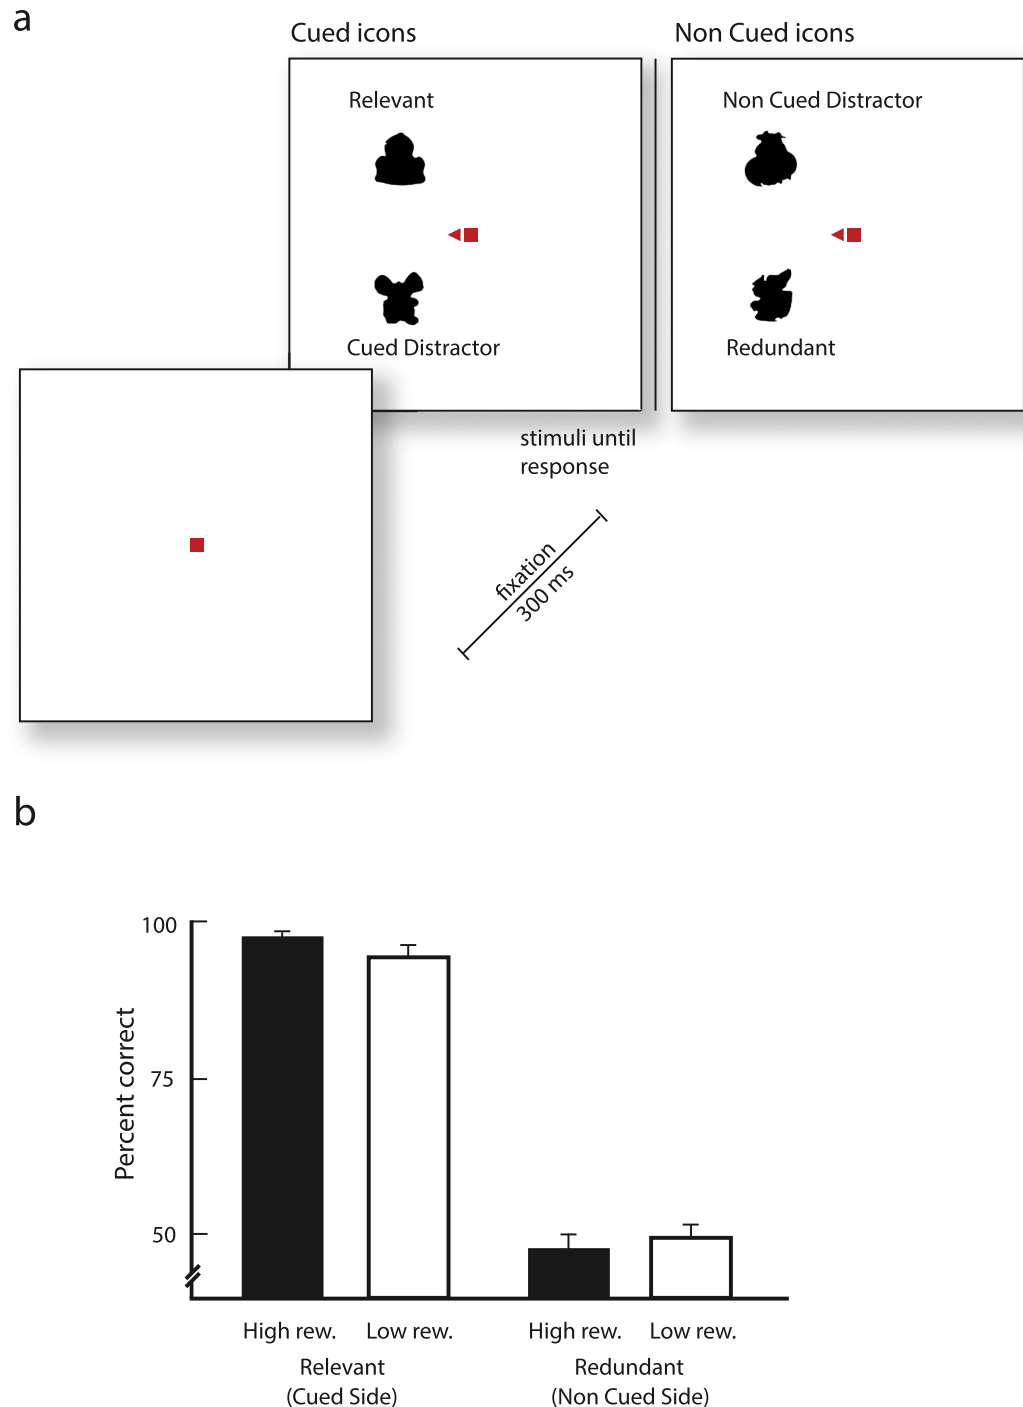 a
Cued icons
Non Cued icons
Relevant
Non Cued Distractor
Cued Distractor
Redundant
stimuli until
response
fixation
300 ms
b
100
75
50
Percent correct
High rew.
Low rew.
High rew.
Low rew.
Relevant
(Cued Side)
Redundant
(Non Cued Side)